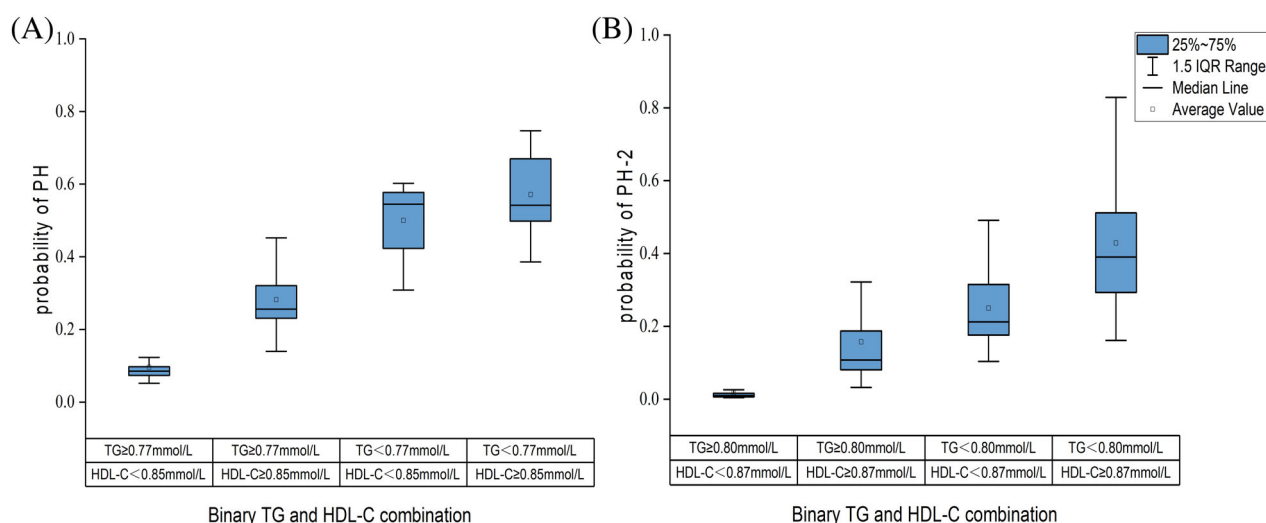 (A)
1.0
0.8
0.6
0.4
0.2
0.0
probability of PH
TG≥0.77mmol/L TG≥0.77mmol/L TG＜0.77mmol/L TG＜0.77mmol/L
HDL-C＜0.85mmol/L HDL-C≥0.85mmol/L HDL-C＜0.85mmol/L HDL-C≥0.85mmol/L
Binary TG and HDL-C combination
(B)
1.0
0.8
0.6
0.4
0.2
0.0
probability of PH-2
25%~75%
1.5 IQR Range
Median Line
Average Value
TG≥0.80mmol/L TG≥0.80mmol/L TG＜0.80mmol/L TG＜0.80mmol/L
HDL-C＜0.87mmol/L HDL-C≥0.87mmol/L HDL-C＜0.87mmol/L HDL-C≥0.87mmol/L
Binary TG and HDL-C combination